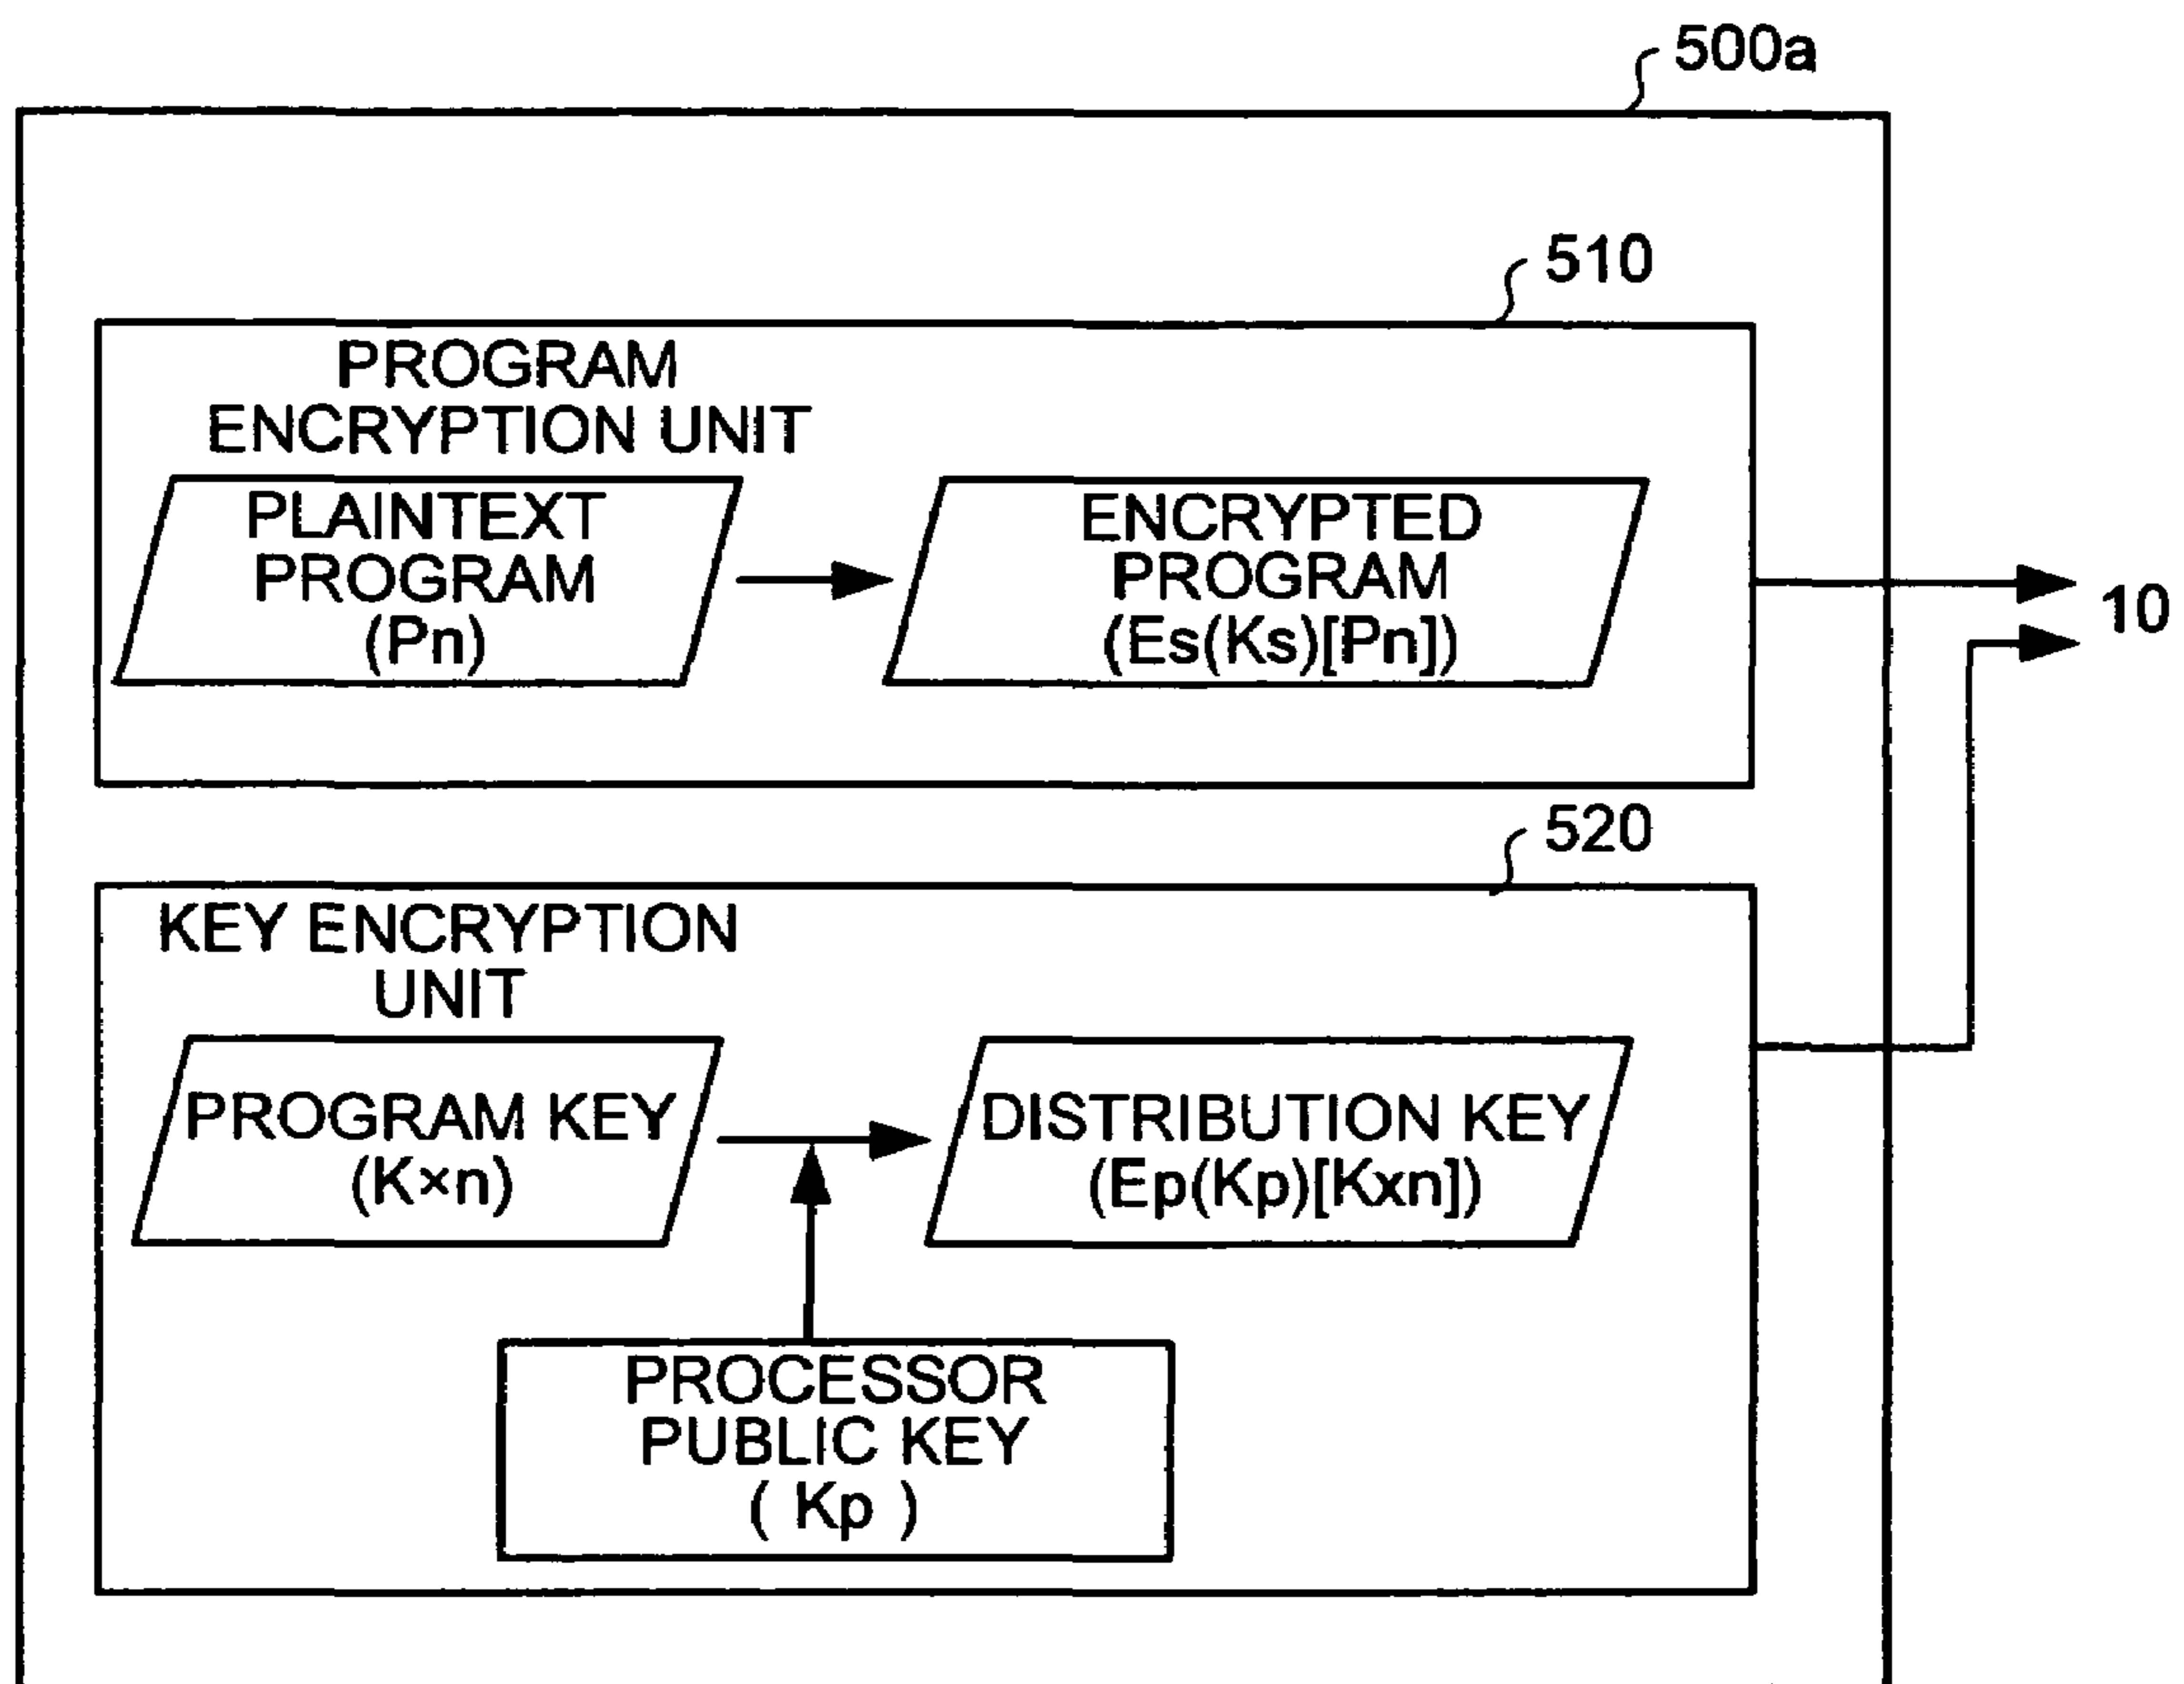 500a
510
PROGRAM
ENCRYPTION UNIT
PLAINTEXT
PROGRAM
(Pn)
ENCRYPTED
PROGRAM
(Es(Ks)[Pn])
10
520
KEY ENCRYPTION
UNIT
PROGRAM KEY
(K×n)
DISTRIBUTION KEY
(Ep(Kp)[Kxn])
PROCESSOR
PUBLIC KEY
( Kp )